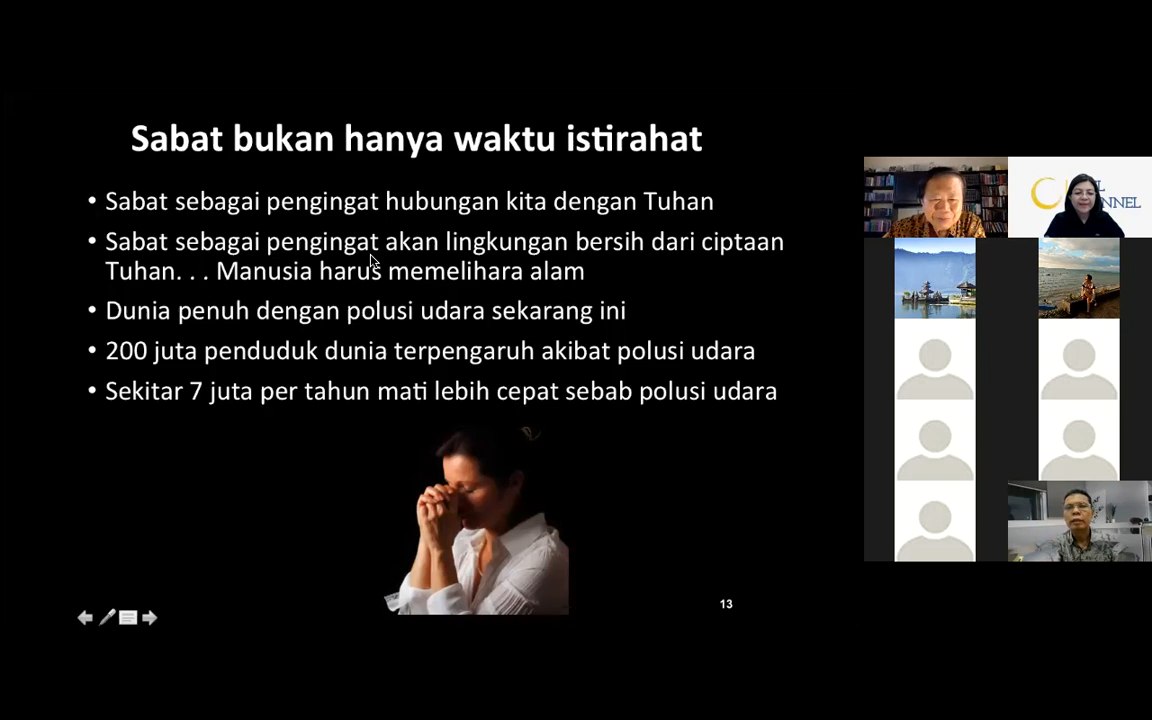 Sabat bukan hanya waktu istirahat
• Sabat sebagai pengingat hubungan kita dengan Tuhan
• Sabat sebagai pengingat akan lingkungan bersih dari ciptaan
Tuhan. . . Manusia harus memelihara alam
• Dunia penuh dengan polusi udara sekarang ini
• 200 juta penduduk dunia terpengaruh akibat polusi udara
• Sekitar 7 juta per tahun mati lebih cepat sebab polusi udara
13